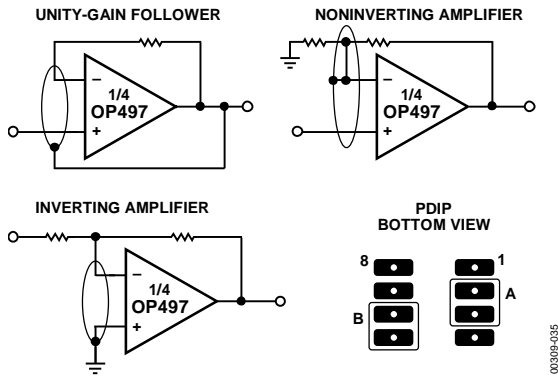 UNITY-GAIN FOLLOWER
−
1/4
OP497
+
NONINVERTING AMPLIFIER
−
1/4
OP497
+
INVERTING AMPLIFIER
−
1/4
OP497
+
PDIP
BOTTOM VIEW
8
1
A
B
00309-035